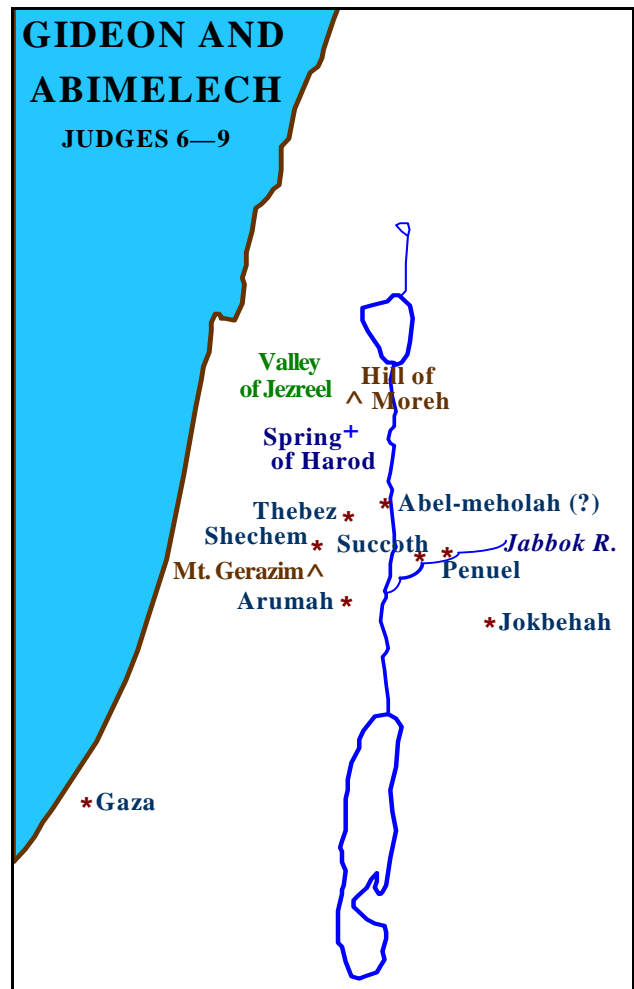 GIDEON AND
ABIMELECH
JUDGES 6—9
Valley
of Jezreel
Hill of
^ Moreh
Spring+
of Harod
Thebez *
* Abel-meholah (?)
Shechem *
Succoth *
* Penuel
Jabbok R.
Mt. Gerazim ^
Arumah *
* Jokbehah
* Gaza